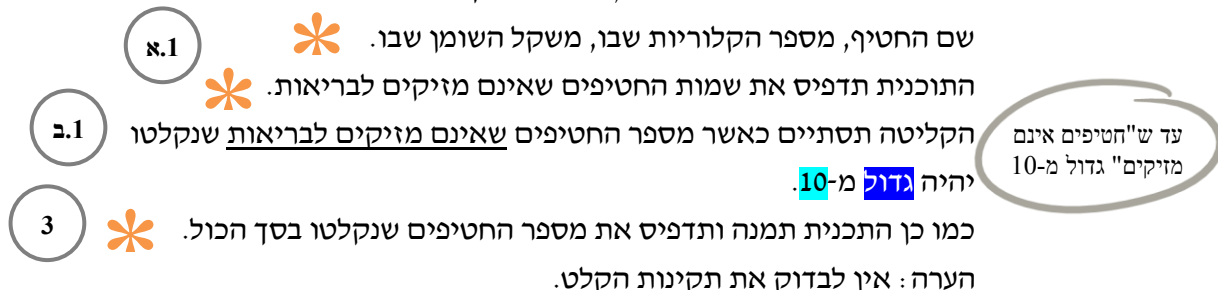 שם החטיף, מספר הקלוריות שבו, משקל השומן שבו.
1.א
התוכנית תדפיס את שמות החטיפים שאינם מזיקים לבריאות.
הקליטה תסתיים כאשר מספר החטיפים שאינם מזיקים לבריאות שנקלטו
1.ב
יהיה גדול מ-10.
עד ש"חטיפים אינם
מזיקים" גדול מ-10
כמו כן התכנית תמנה ותדפיס את מספר החטיפים שנקלטו בסך הכול.
3
הערה: אין לבדוק את תקינות הקלט.